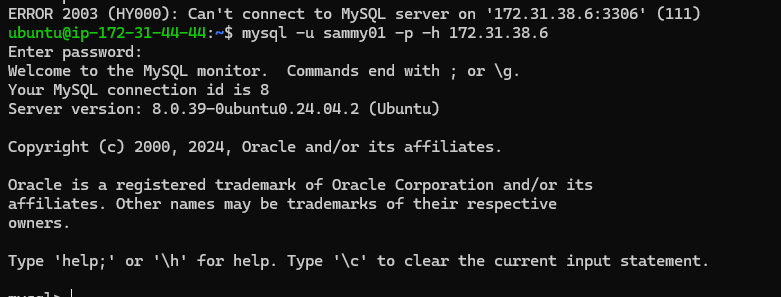 ERROR 2003 (HY000): Can't connect to MySQL server on '172.31.38.6:3306' (111)
ubuntu@ip-172-31-44-44:~$ mysql -u sammy01 -p -h 172.31.38.6
Enter password:
Welcome to the MySQL monitor.  Commands end with ; or \g.
Your MySQL connection id is 8
Server version: 8.0.39-0ubuntu0.24.04.2 (Ubuntu)

Copyright (c) 2000, 2024, Oracle and/or its affiliates.

Oracle is a registered trademark of Oracle Corporation and/or its
affiliates. Other names may be trademarks of their respective
owners.

Type 'help;' or '\h' for help. Type '\c' to clear the current input statement.

mysql>